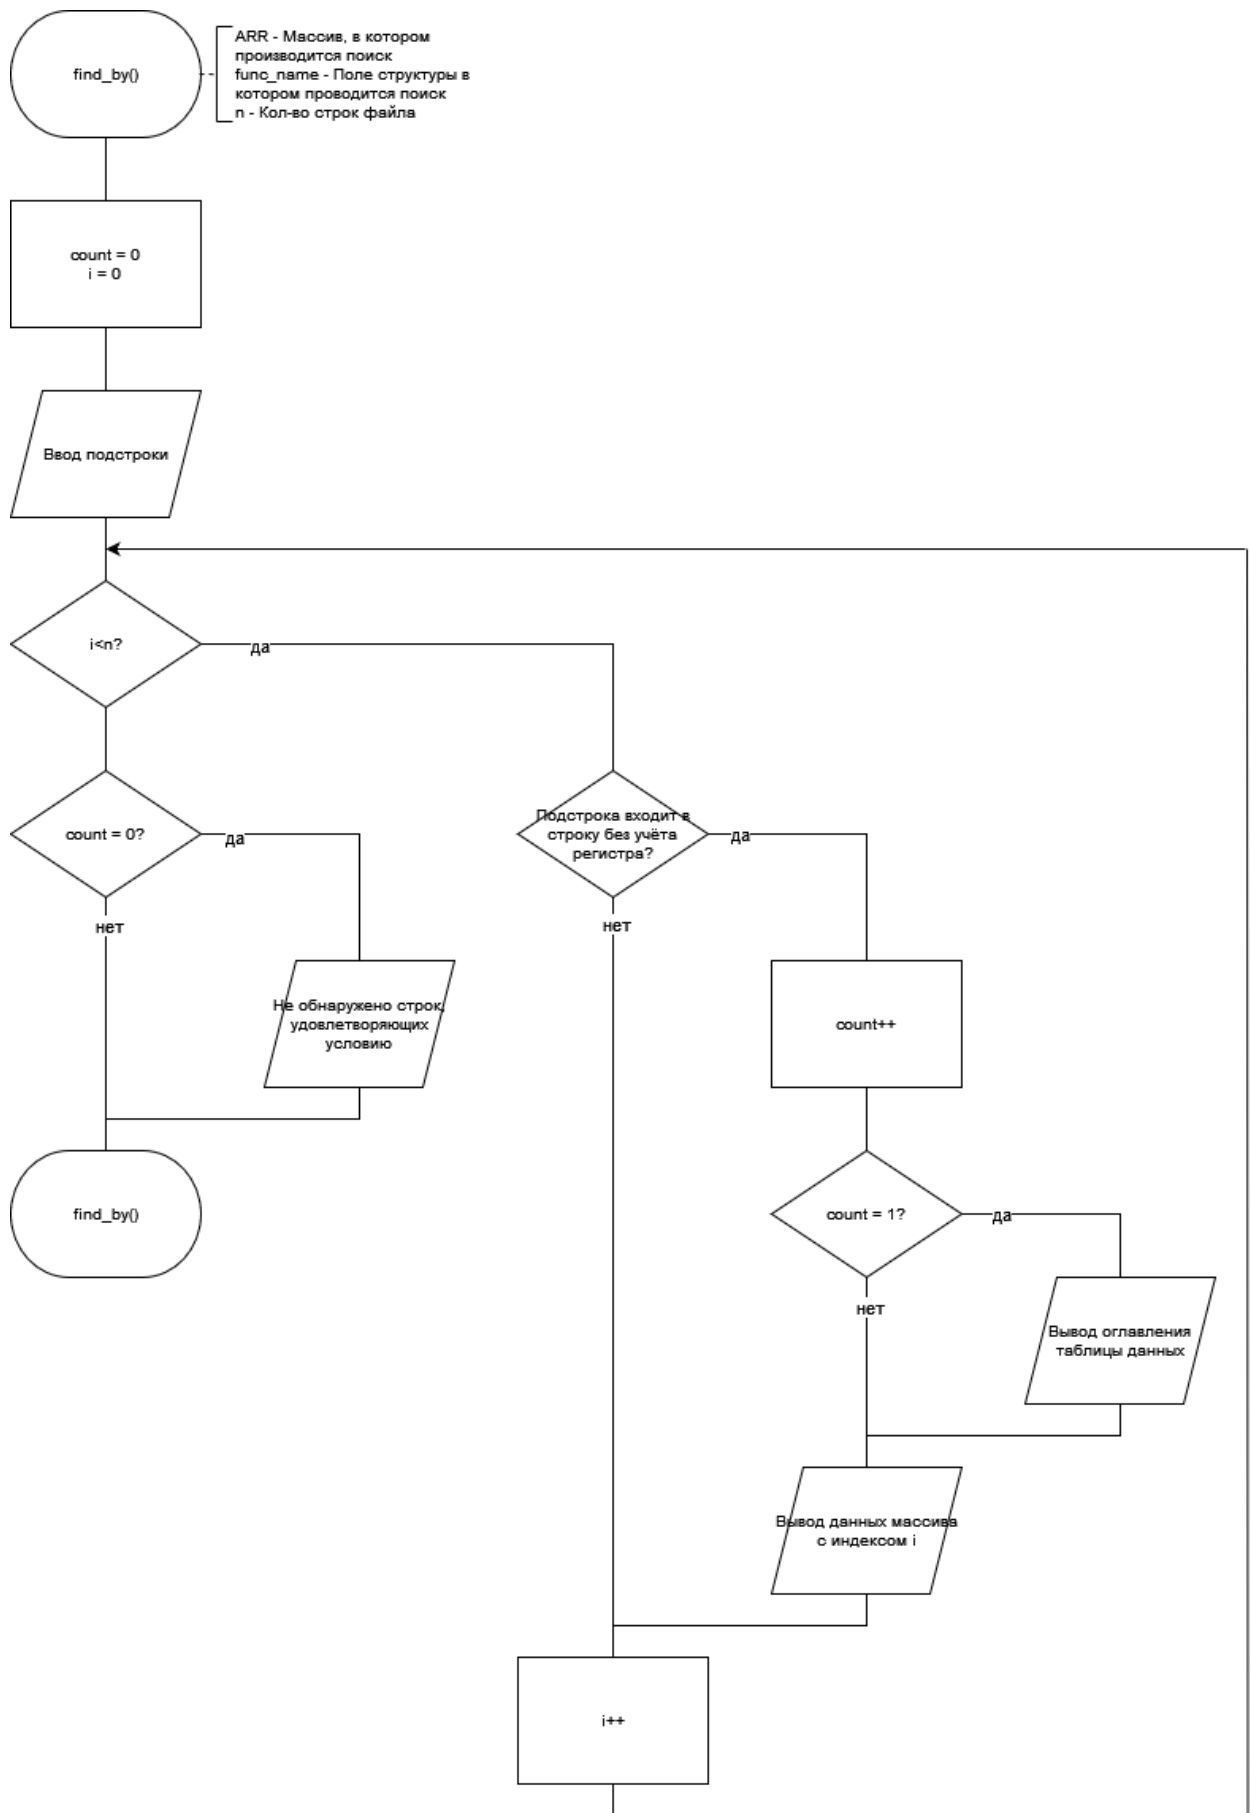 find_by()
ARR - Массив, в котором
производится поиск
func_name - Поле структуры в
котором проводится поиск
n - Кол-во строк файла
count = 0
i = 0
Ввод подстроки
i<n?
да
count = 0?
да
нет
Не обнаружено строк,
удовлетворяющих
условию
find_by()
Подстрока входит в
строку без учёта
регистра?
да
нет
count++
count = 1?
да
нет
Вывод оглавления
таблицы данных
Вывод данных массива
с индексом i
i++